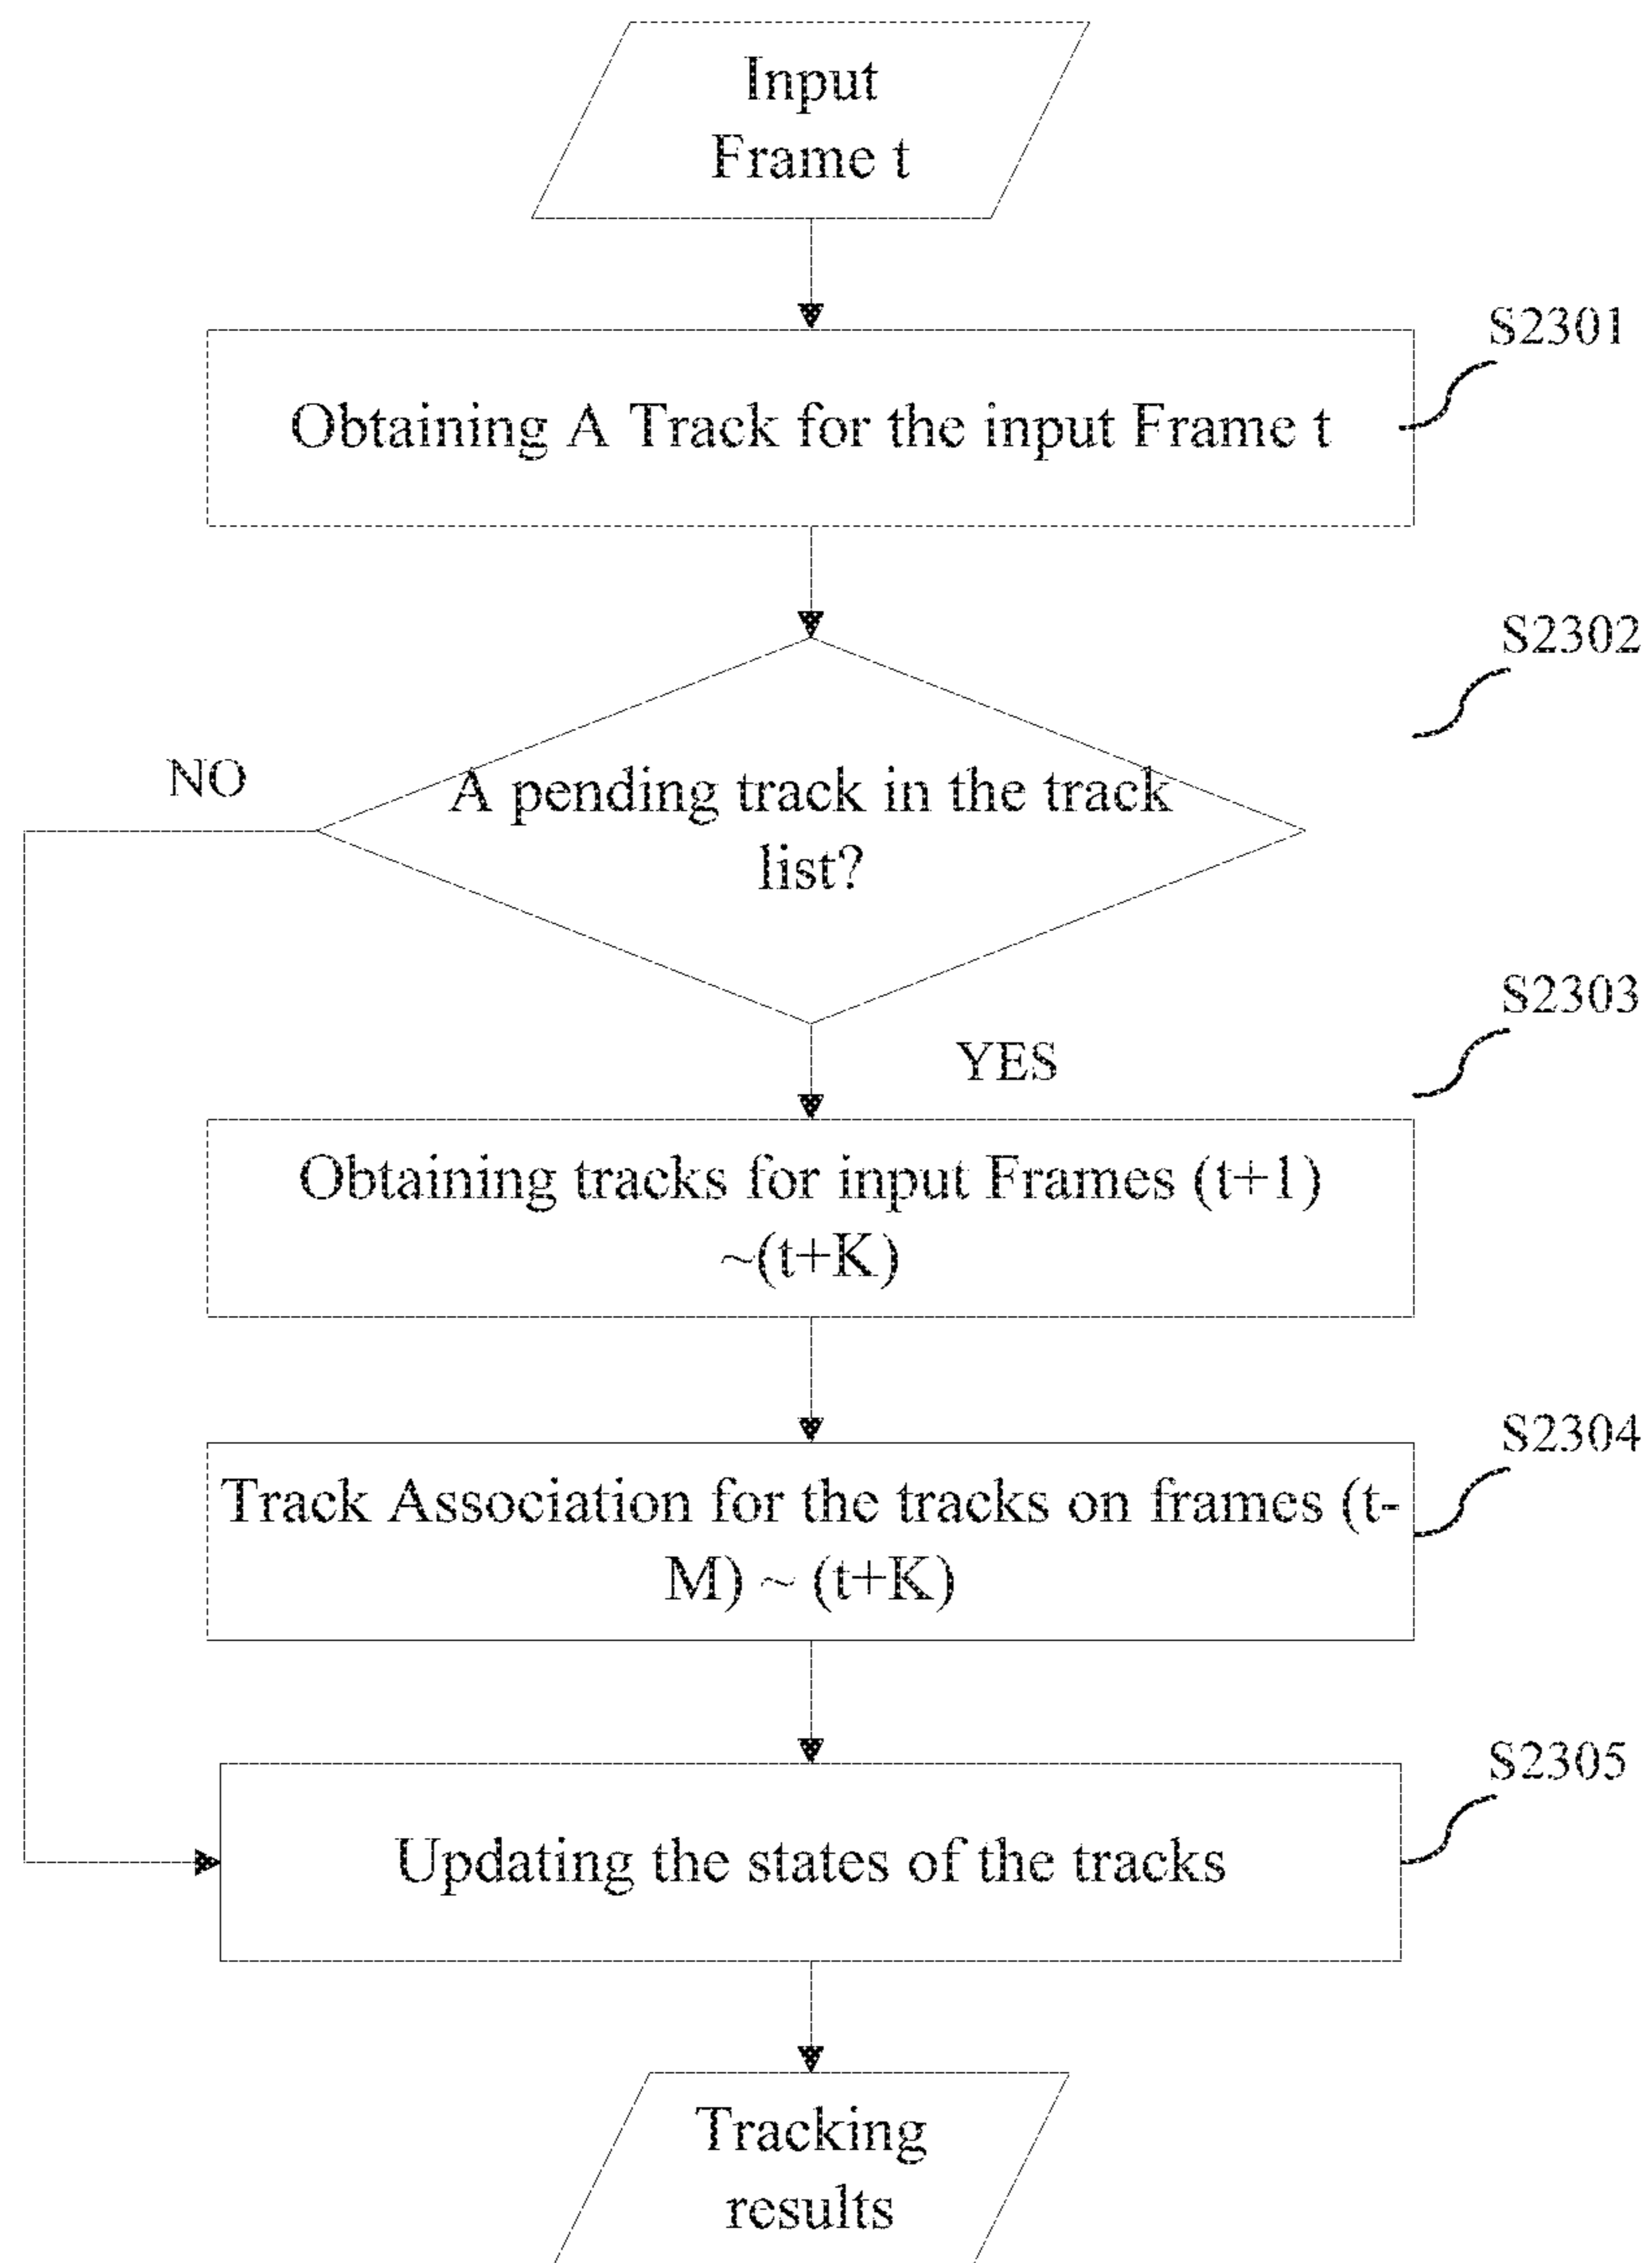 Input
Frame t
S2301
Obtaining A Track for the input Frame t
S2302
NO
A pending track in the track
list?
S2303
YES
Obtaining tracks for input Frames (t+1)
~(t+K)
S2304
Track Association for the tracks on frames (t-
M) ~ (t+K)
S2305
Updating the states of the tracks
Tracking
results